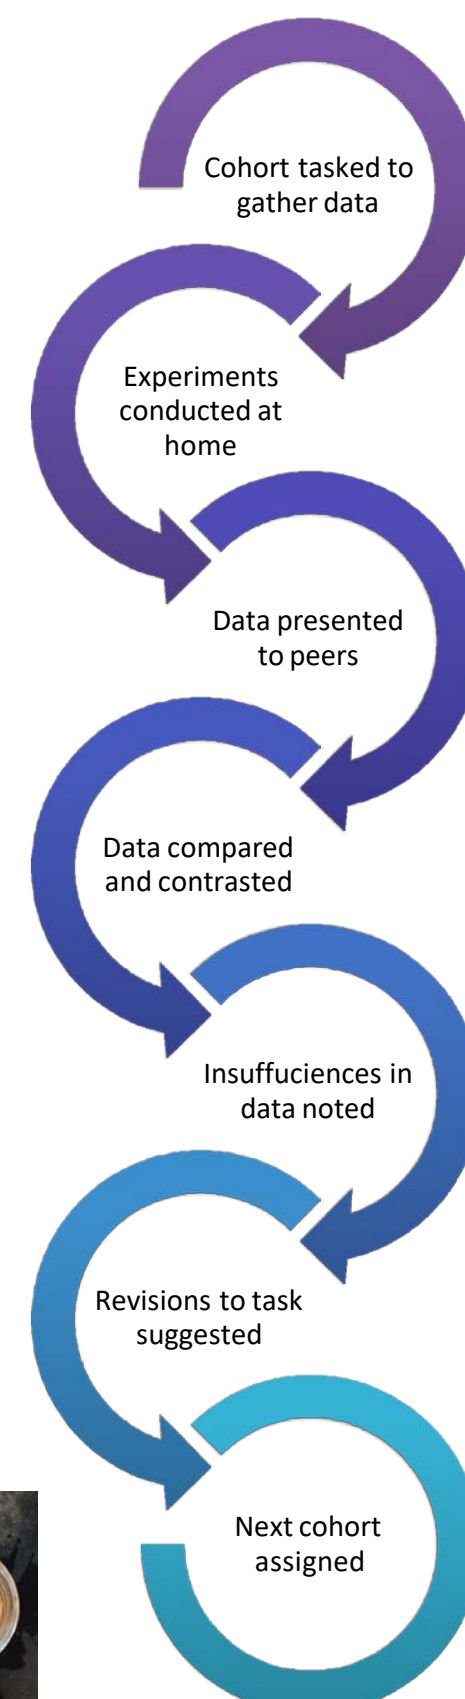 Cohort tasked to
gather data
Experiments
conducted at
home
Data presented
to peers
Data compared
and contrasted
Insuffuciences in
data noted
Revisions to task
suggested
Next cohort
assigned